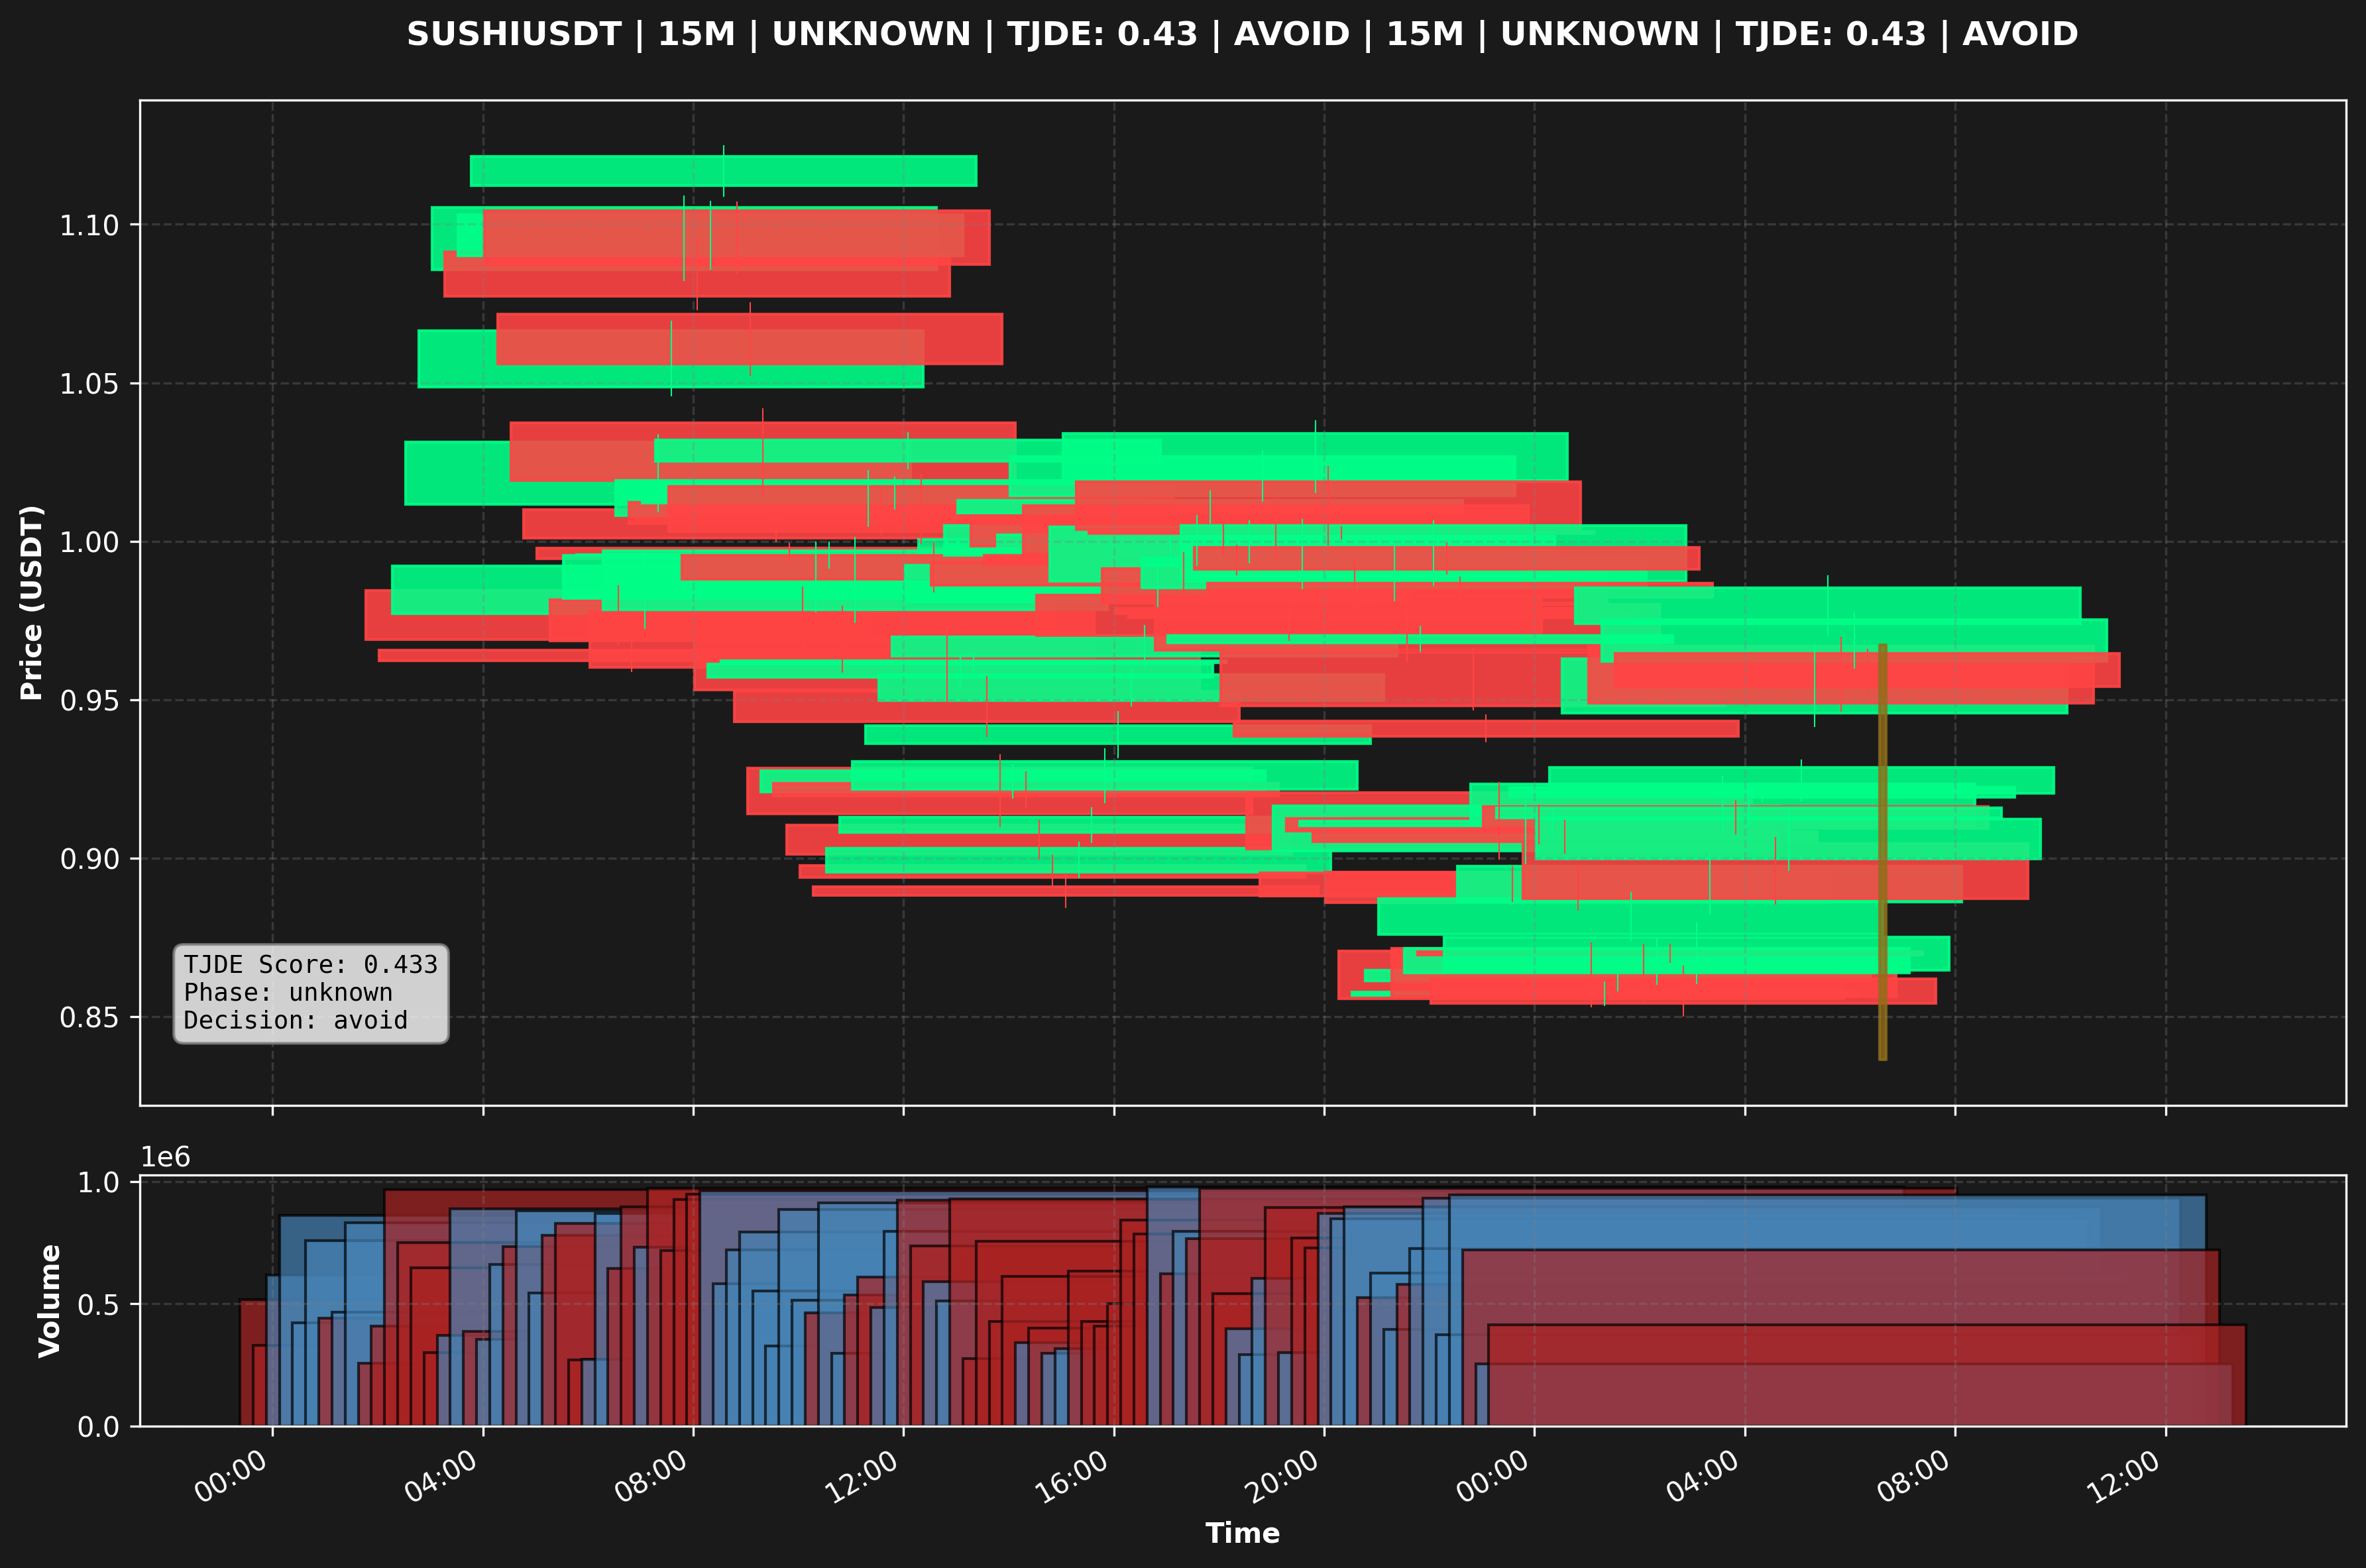 SUSHIUSDT | 15M | UNKNOWN | TJDE: 0.43 | AVOID | 15M | UNKNOWN | TJDE: 0.43 | AVOID
Price (USDT)
1.10
1.05
1.00
0.95
0.90
0.85
TJDE Score: 0.433
Phase: unknown
Decision: avoid
1e6
Volume
1.0
0.5
0.0
00:00
04:00
08:00
12:00
16:00
20:00
00:00
04:00
08:00
12:00
Time